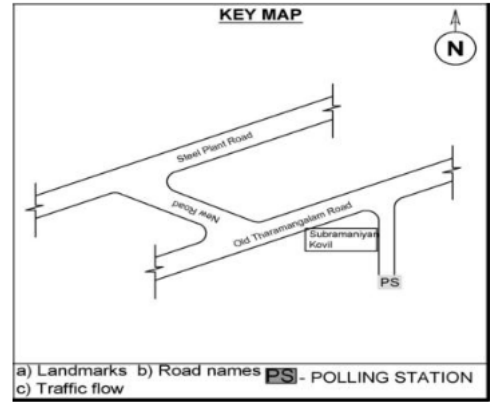 KEY MAP
N
Steel Plant Road
New Road
Old Tharamangalam Road
Subramaniyan
Kovil
PS
a) Landmarks b) Road names PS - POLLING STATION
c) Traffic flow